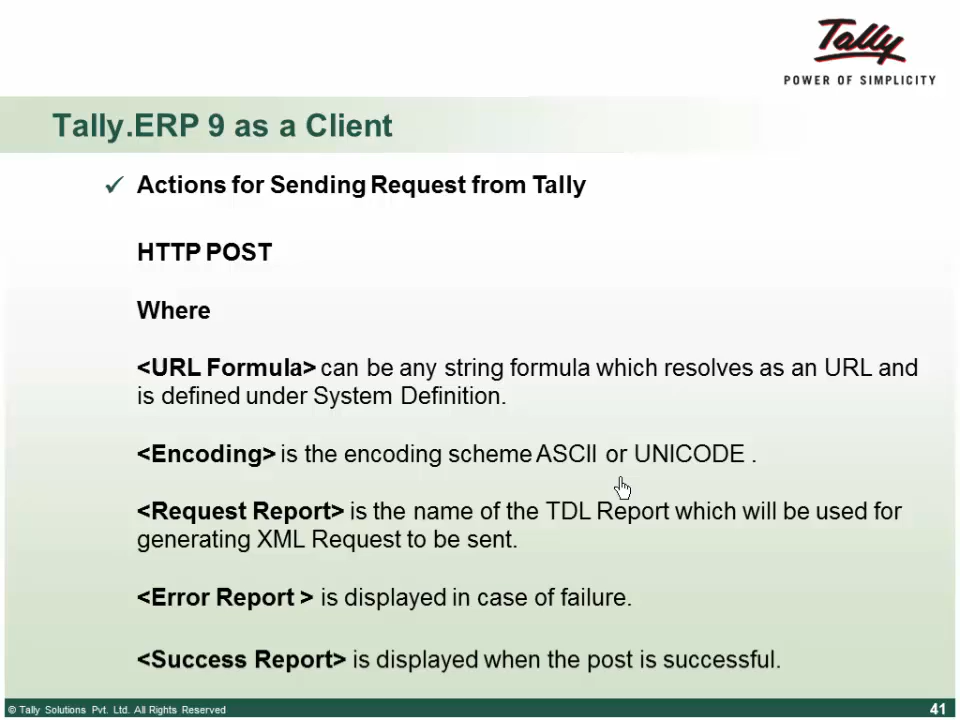 Tally
POWER OF SIMPLICITY
Tally.ERP 9 as a Client
✓ Actions for Sending Request from Tally
HTTP POST
Where
<URL Formula> can be any string formula which resolves as an URL and
is defined under System Definition.
<Encoding> is the encoding scheme ASCII or UNICODE .
<Request Report> is the name of the TDL Report which will be used for
generating XML Request to be sent.
<Error Report > is displayed in case of failure.
<Success Report> is displayed when the post is successful.
© Tally Solutions Pvt. Ltd. All Rights Reserved
41